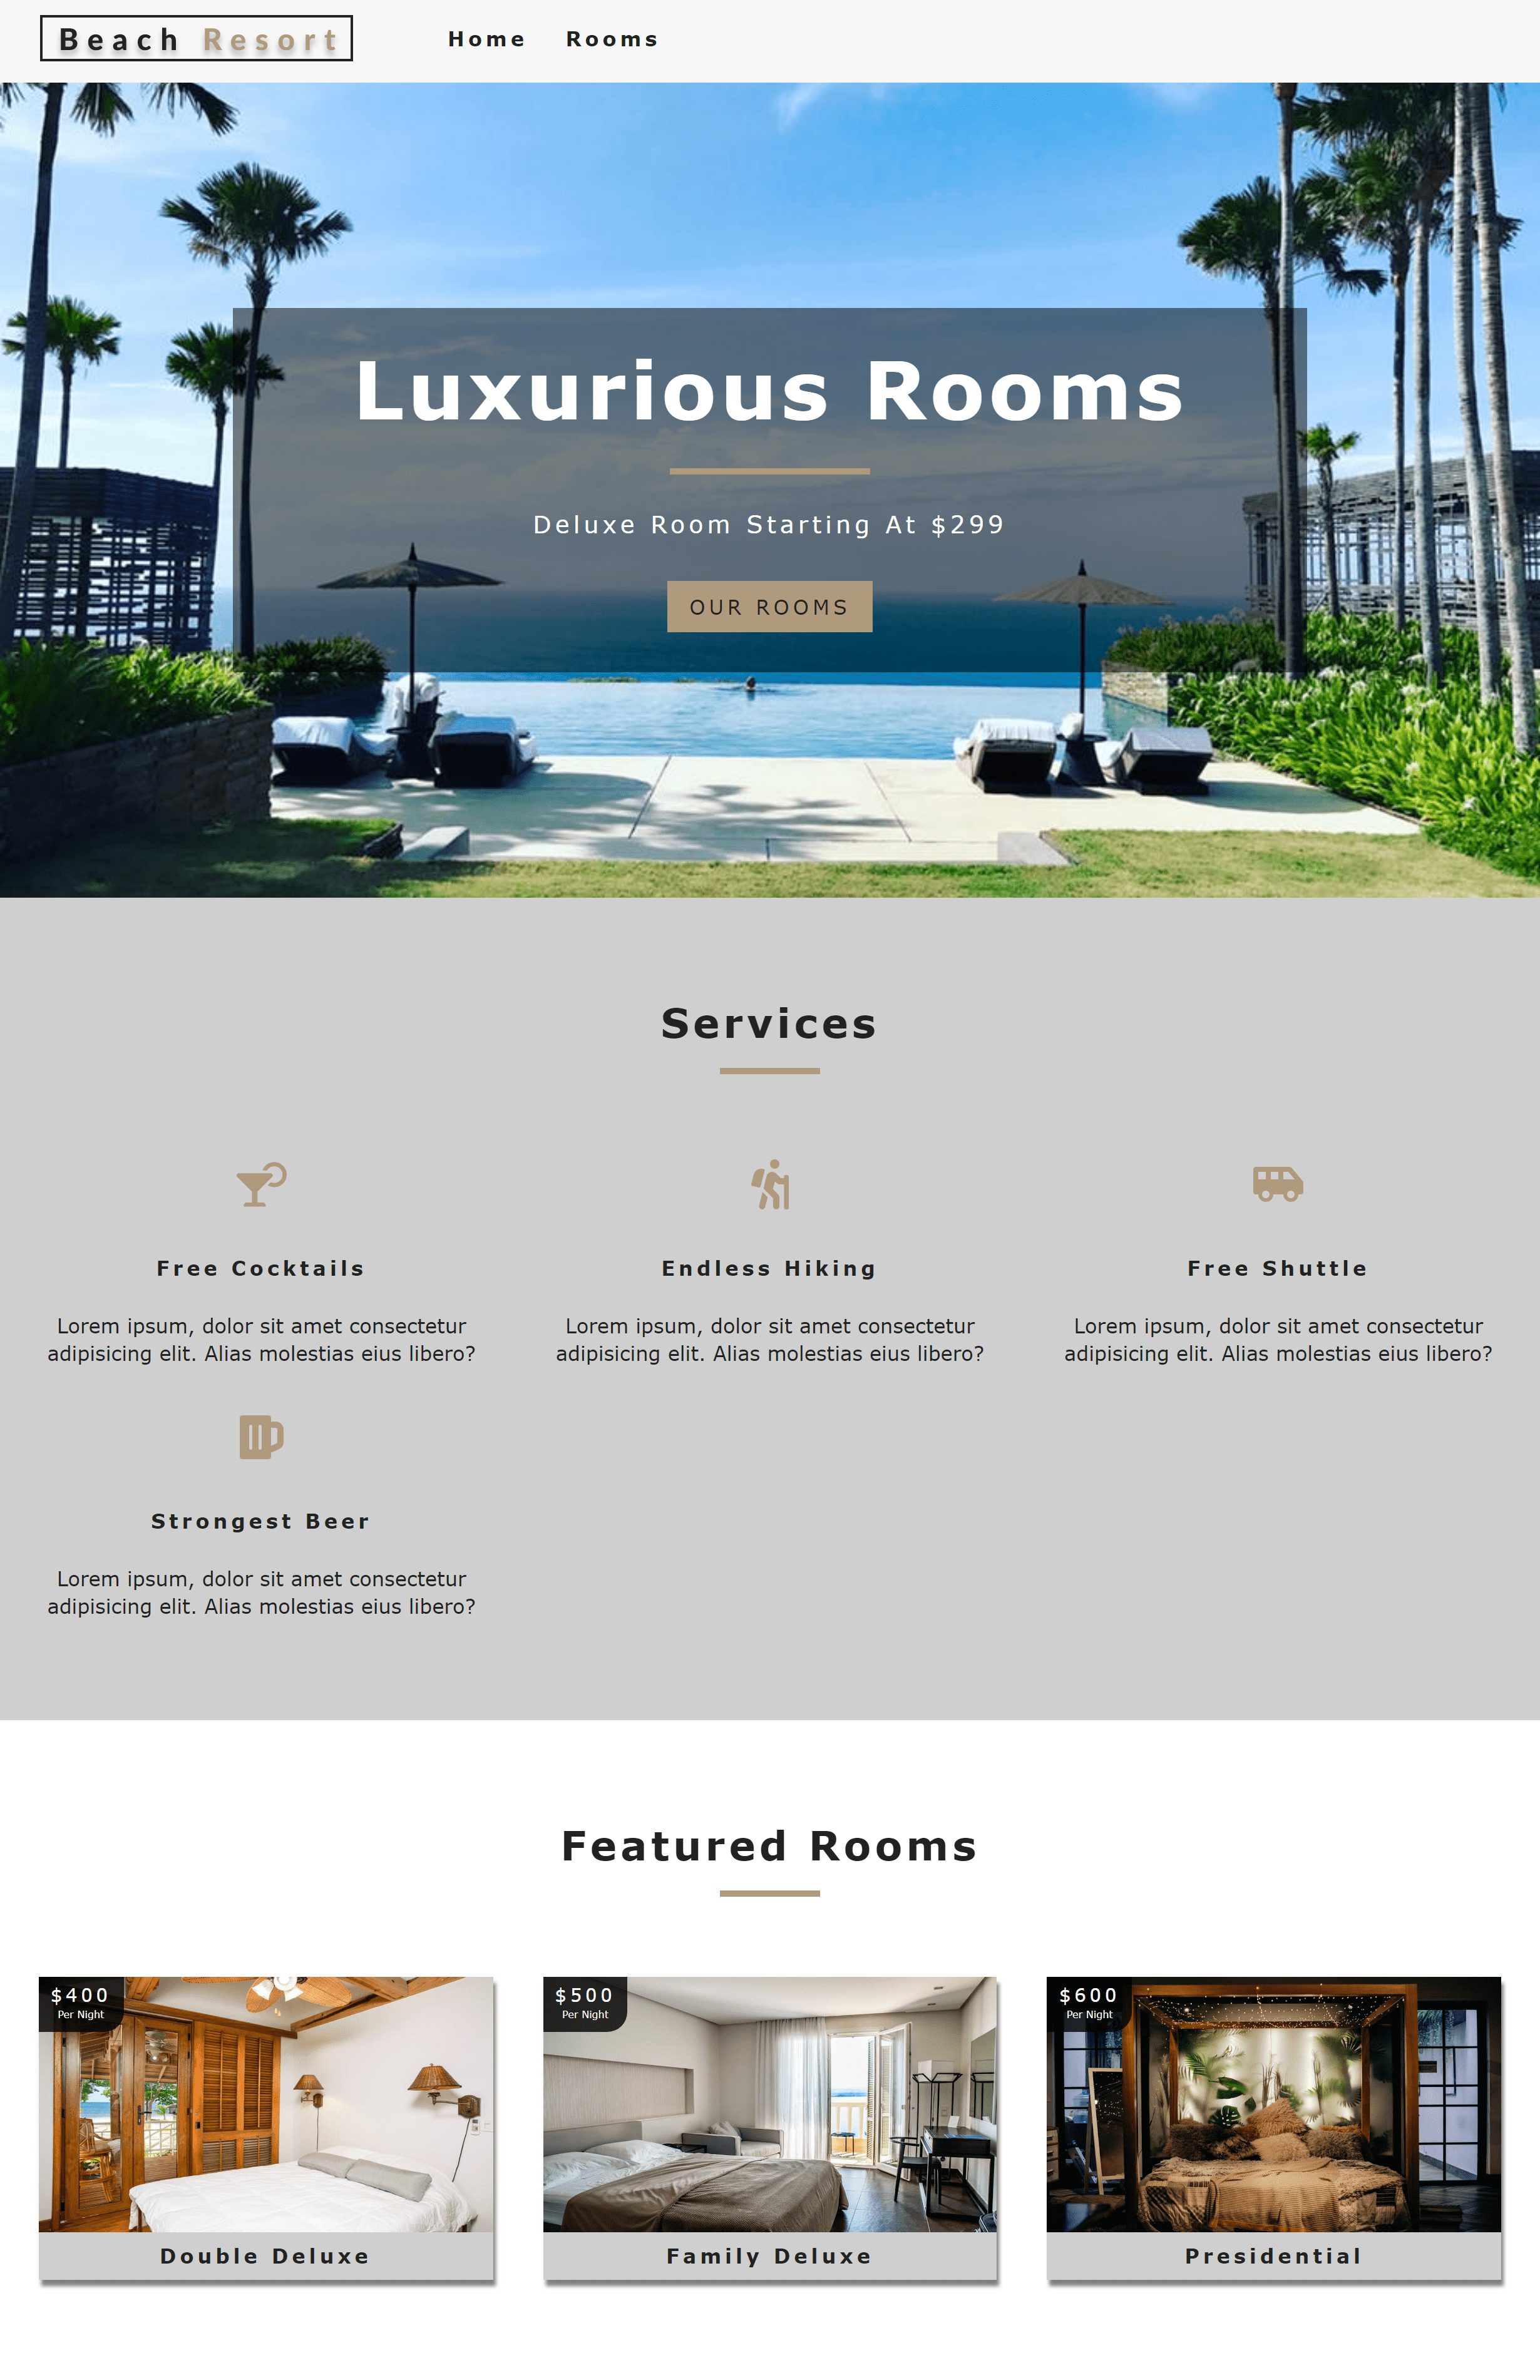 Beach Resort
Home Rooms
Luxurious Rooms
Deluxe Room Starting At $299
OUR ROOMS
Services
Free Cocktails
Lorem ipsum, dolor sit amet consectetur
adipisicing elit. Alias molestias eius libero?
Endless Hiking
Lorem ipsum, dolor sit amet consectetur
adipisicing elit. Alias molestias eius libero?
Free Shuttle
Lorem ipsum, dolor sit amet consectetur
adipisicing elit. Alias molestias eius libero?
Strongest Beer
Lorem ipsum, dolor sit amet consectetur
adipisicing elit. Alias molestias eius libero?
Featured Rooms
$400
Per Night
Double Deluxe
$500
Per Night
Family Deluxe
$600
Per Night
Presidential